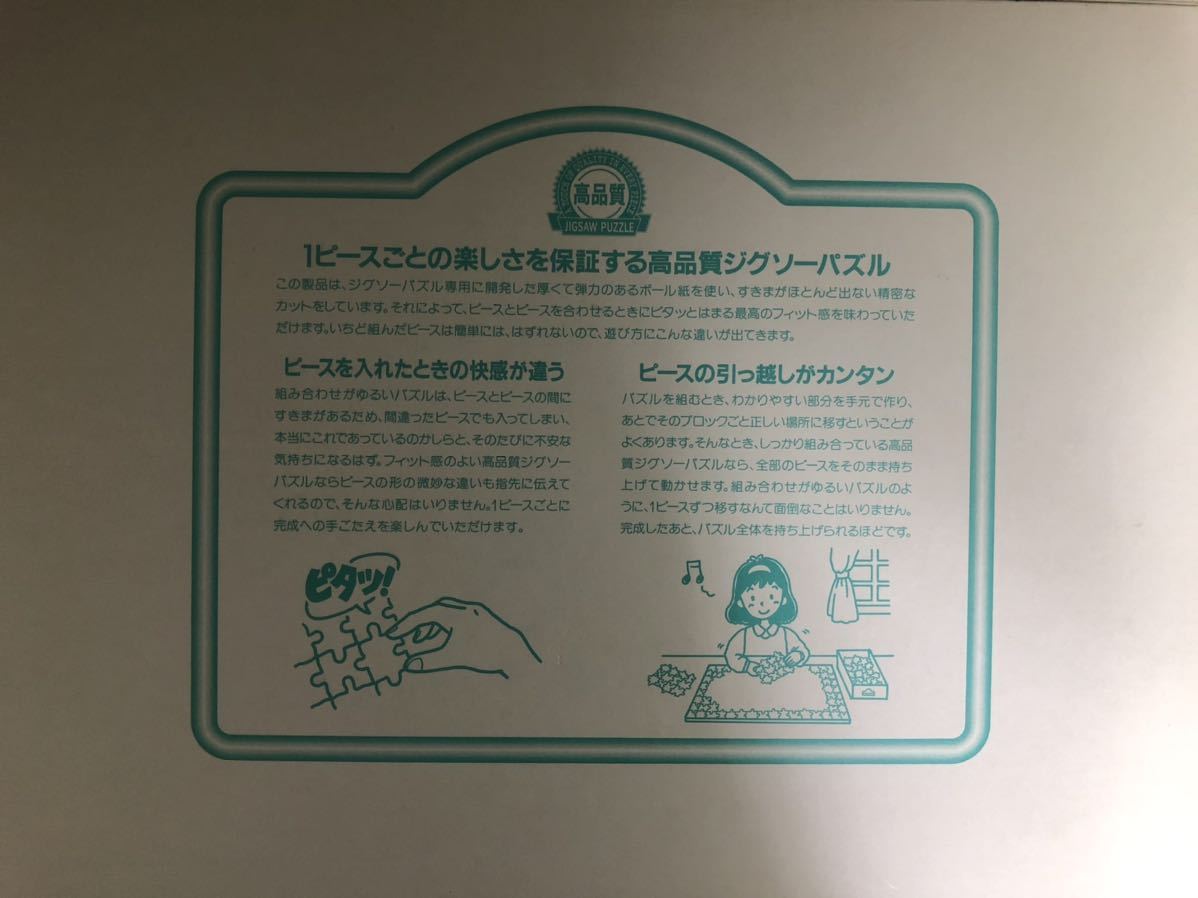 高品質
JIGSAW PUZZLE
1ピースごとの楽しさを保証する高品質ジグソーパズル
この製品は、ジグソーパズル専用に開発した厚くて弾力のあるボール紙を使い、すきまがほとんど出ない精密な
カットをしています。それによって、ピースとピースを合わせるときにピタッとはまる最高のフィット感を味わっていた
だけます。いちど組んだピースは簡単には、はずれないので、遊び方にこんな違いが出てきます。
ピースを入れたときの快感が違う
組み合わせがゆるいパズルは、ピースとピースの間に
すきまがあるため、間違ったピースでも入ってしまい、
本当にこれであっているのかしらと、そのたびに不安な
気持ちになるはず。フィット感のよい高品質ジグソー
パズルならピースの形の微妙な違いも指先に伝えて
くれるので、そんな心配はいりません。1ピースごとに
完成への手ごたえを楽しんでいただけます。
ピタッ!
ピースの引っ越しがカンタン
パズルを組むとき、わかりやすい部分を手元で作り、
あとでそのブロックごと正しい場所に移すということが
よくあります。そんなとき、しっかり組み合っている高品
質ジグソーパズルなら、全部のピースをそのまま持ち
上げて動かせます。組み合わせがゆるいパズルのよ
うに、1ピースずつ移すなんて面倒なことはいりません。
完成したあと、パズル全体を持ち上げられるほどです。